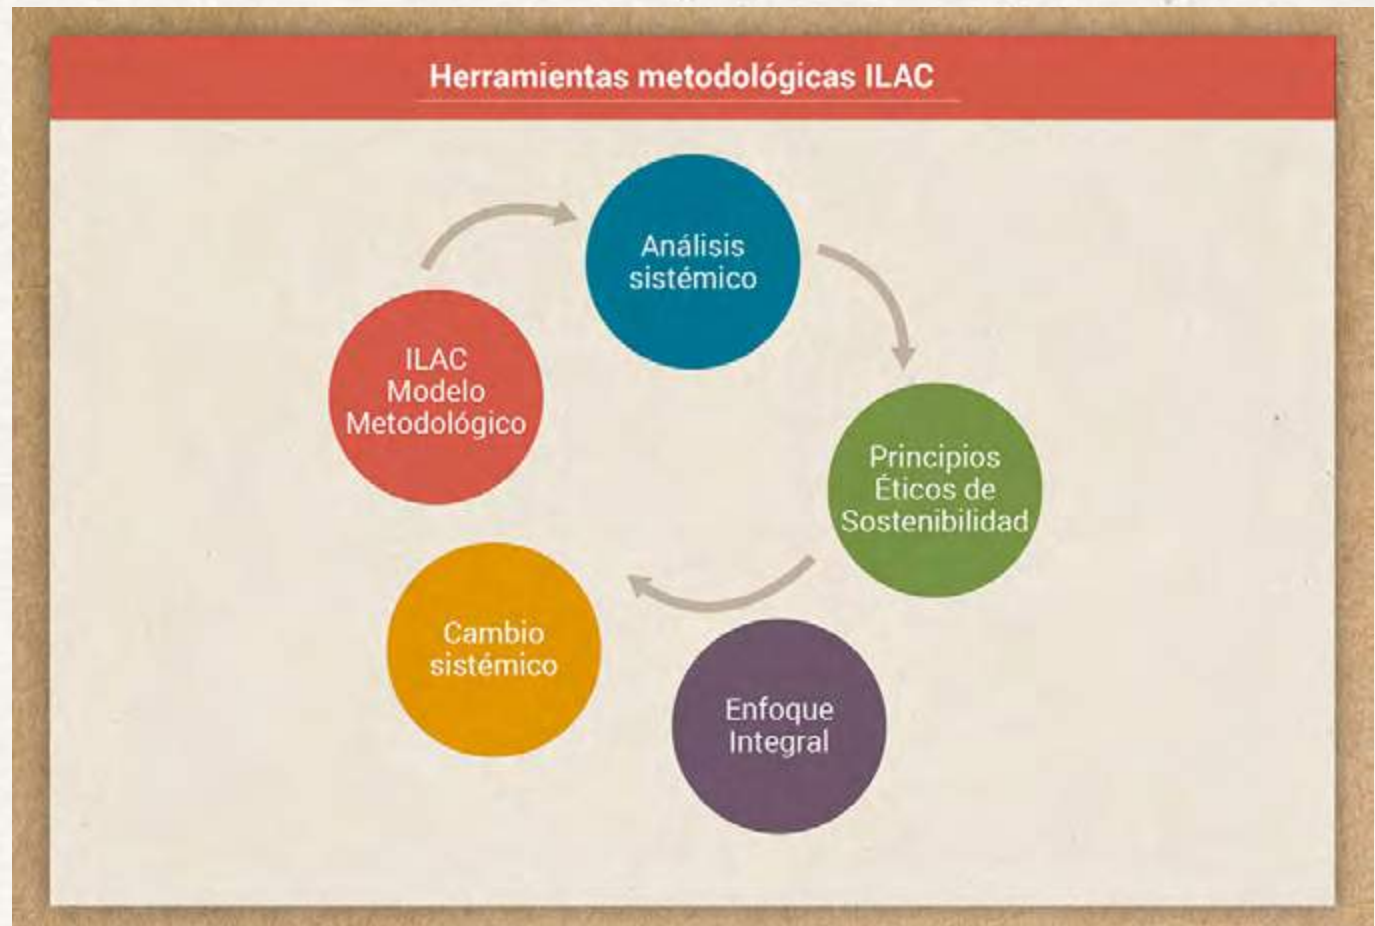 Herramientas metodológicas ILAC
Análisis
sistémico
ILAC
Modelo
Metodológico
Principios
Éticos de
Sostenibilidad
Cambio
sistémico
Enfoque
Integral